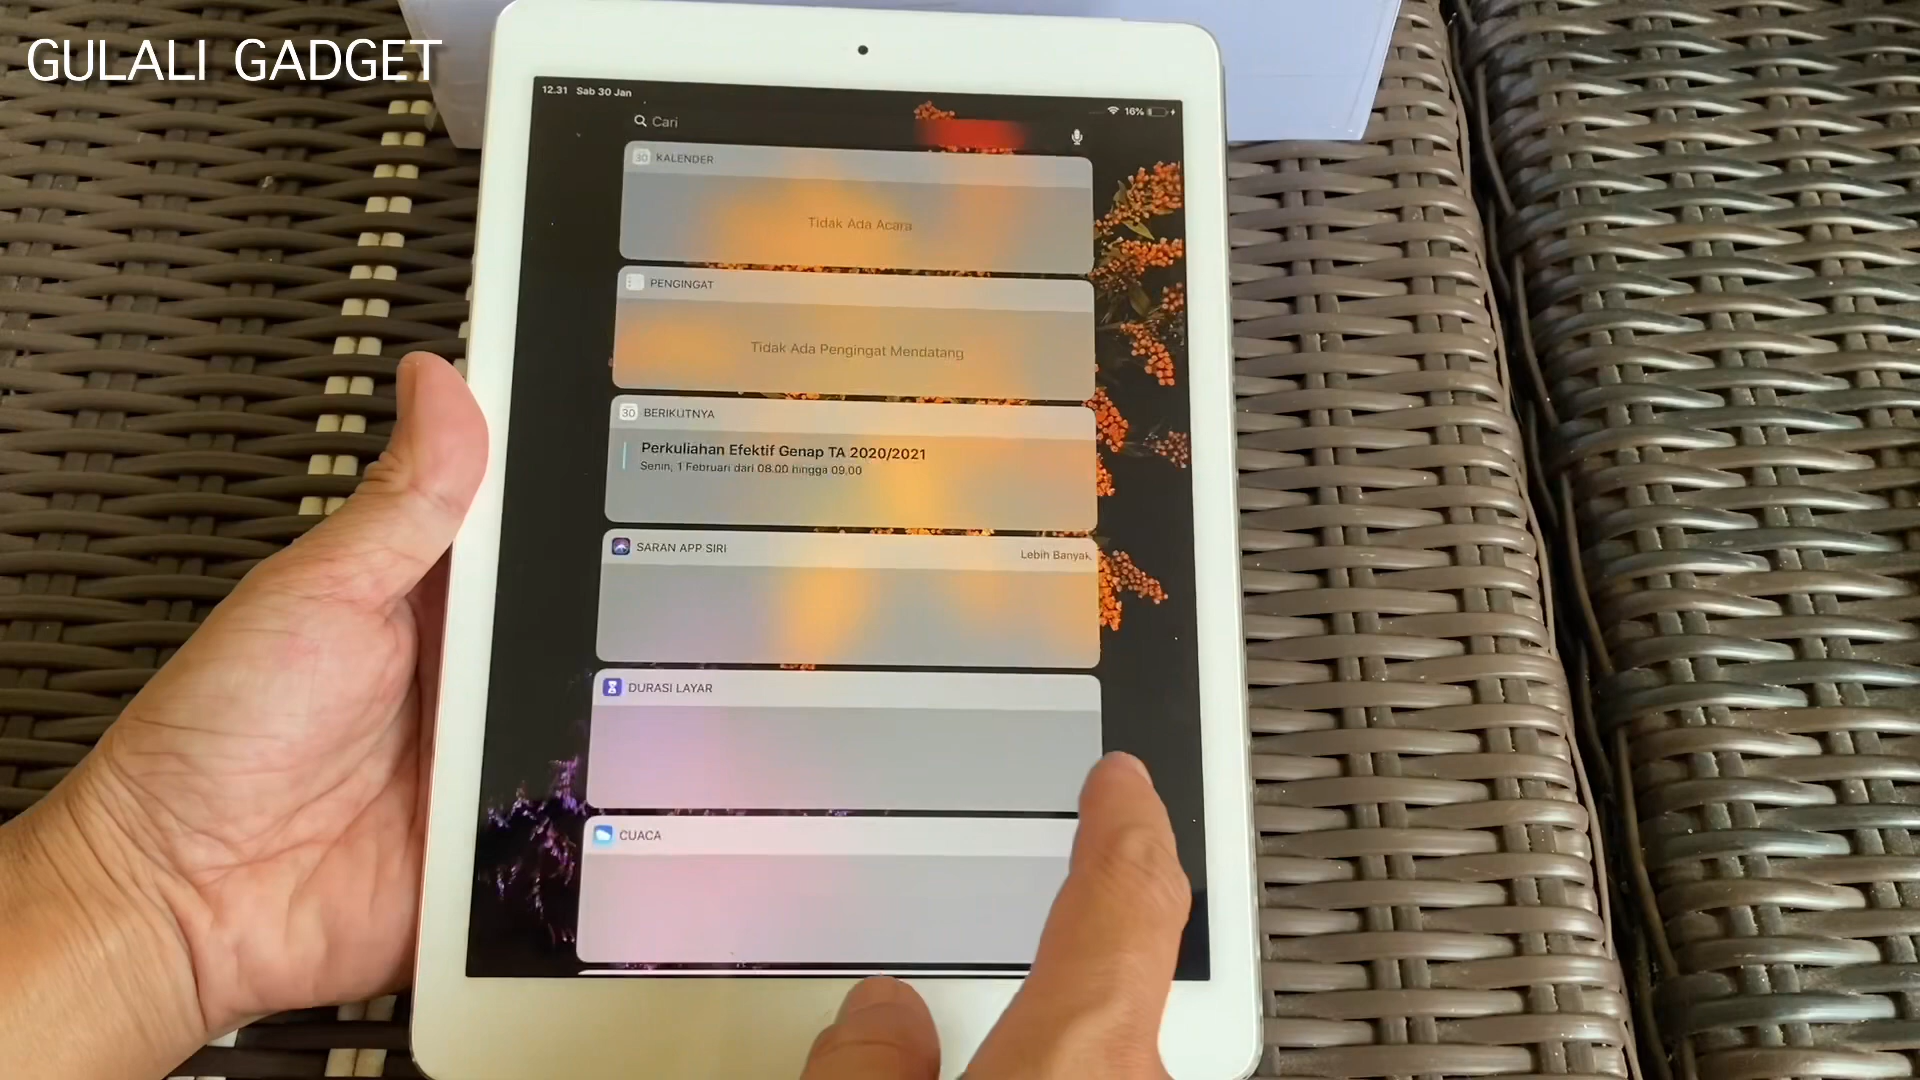 GULALI GADGET
12.31 Sab 30 Jan
16%
Cari
30 KALENDER
Tidak Ada Acara
PENGINGAT
Tidak Ada Pengingat Mendatang
30 BERIKUTNYA
Perkuliahan Efektif Genap TA 2020/2021
Senin, 1 Februari dari 08.00 hingga 09.00
SARAN APP SIRI
Lebih Banyak
DURASI LAYAR
CUACA